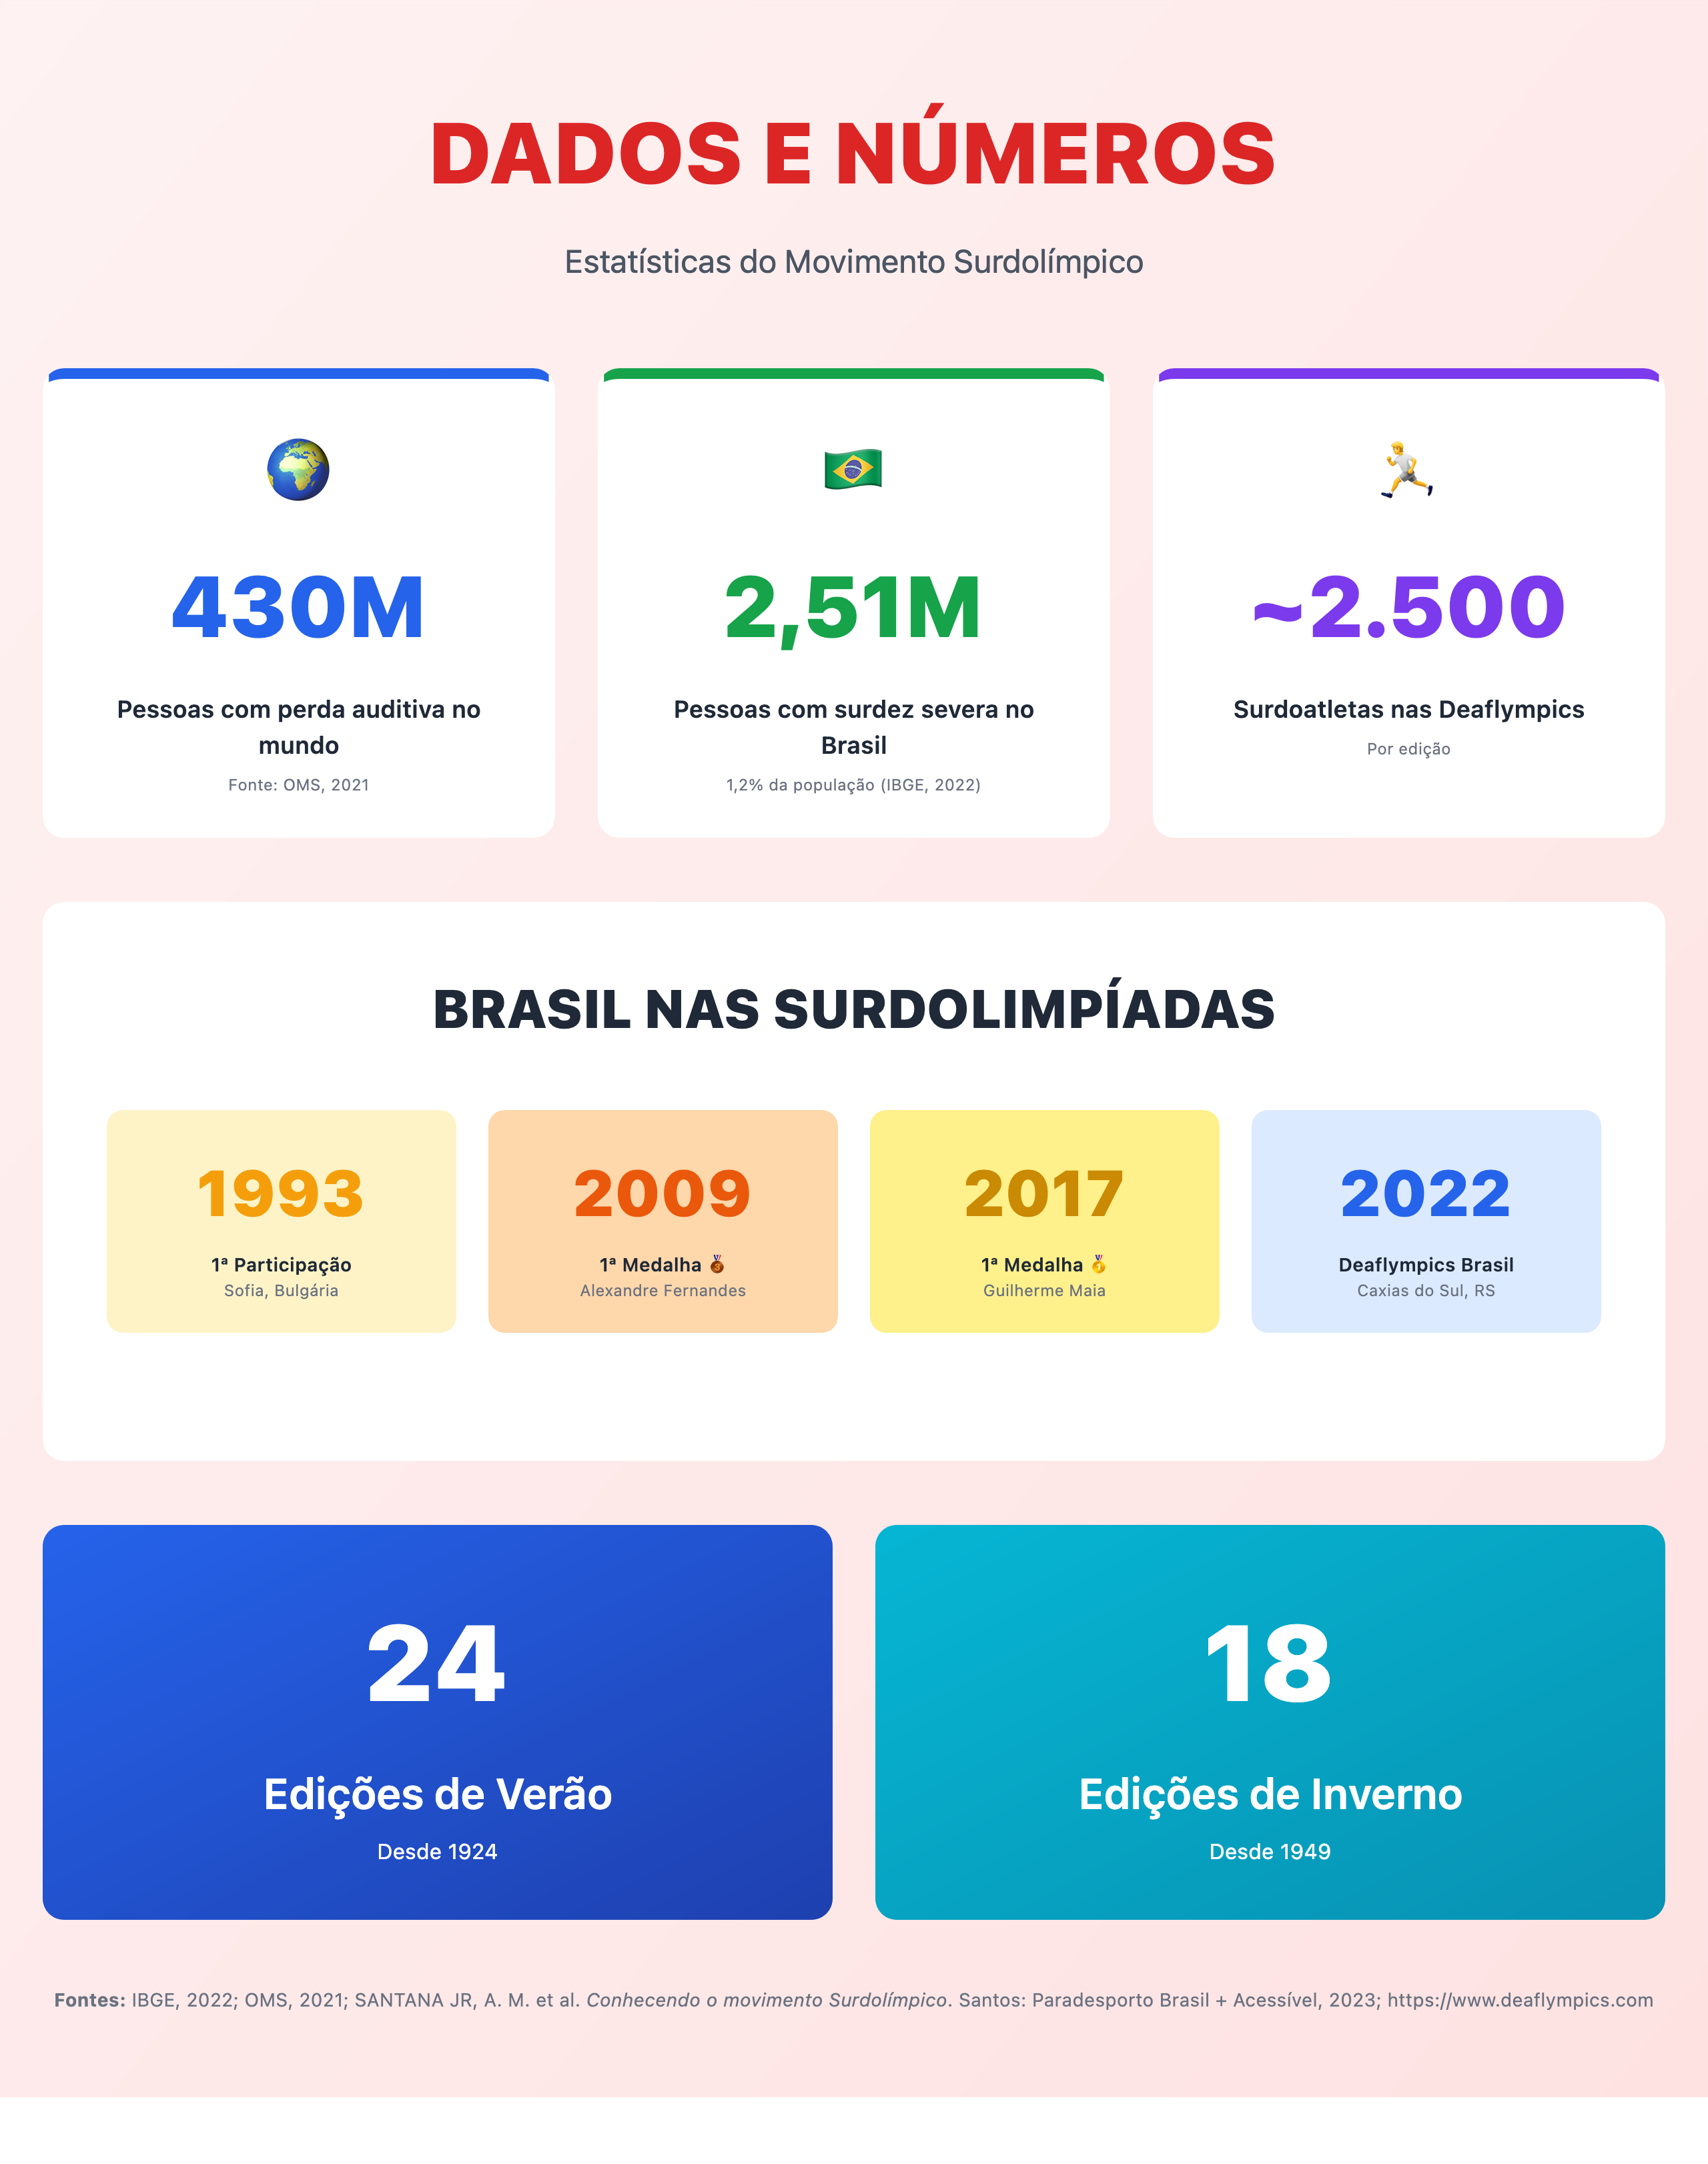 DADOS E NÚMEROS
Estatísticas do Movimento Surdolímpico
430M
Pessoas com perda auditiva no
mundo
Fonte: OMS, 2021
2,51M
Pessoas com surdez severa no
Brasil
1,2% da população (IBGE, 2022)
~2.500
Surdoatletas nas Deaflympics
Por edição
BRASIL NAS SURDOLIMPÍADAS
1993
1ª Participação
Sofia, Bulgária
2009
1ª Medalha 🥉
Alexandre Fernandes
2017
1ª Medalha 🥇
Guilherme Maia
2022
Deaflympics Brasil
Caxias do Sul, RS
24
Edições de Verão
Desde 1924
18
Edições de Inverno
Desde 1949
Fontes: IBGE, 2022; OMS, 2021; SANTANA JR, A. M. et al. Conhecendo o movimento Surdolímpico. Santos: Paradesporto Brasil + Acessível, 2023; https://www.deaflympics.com